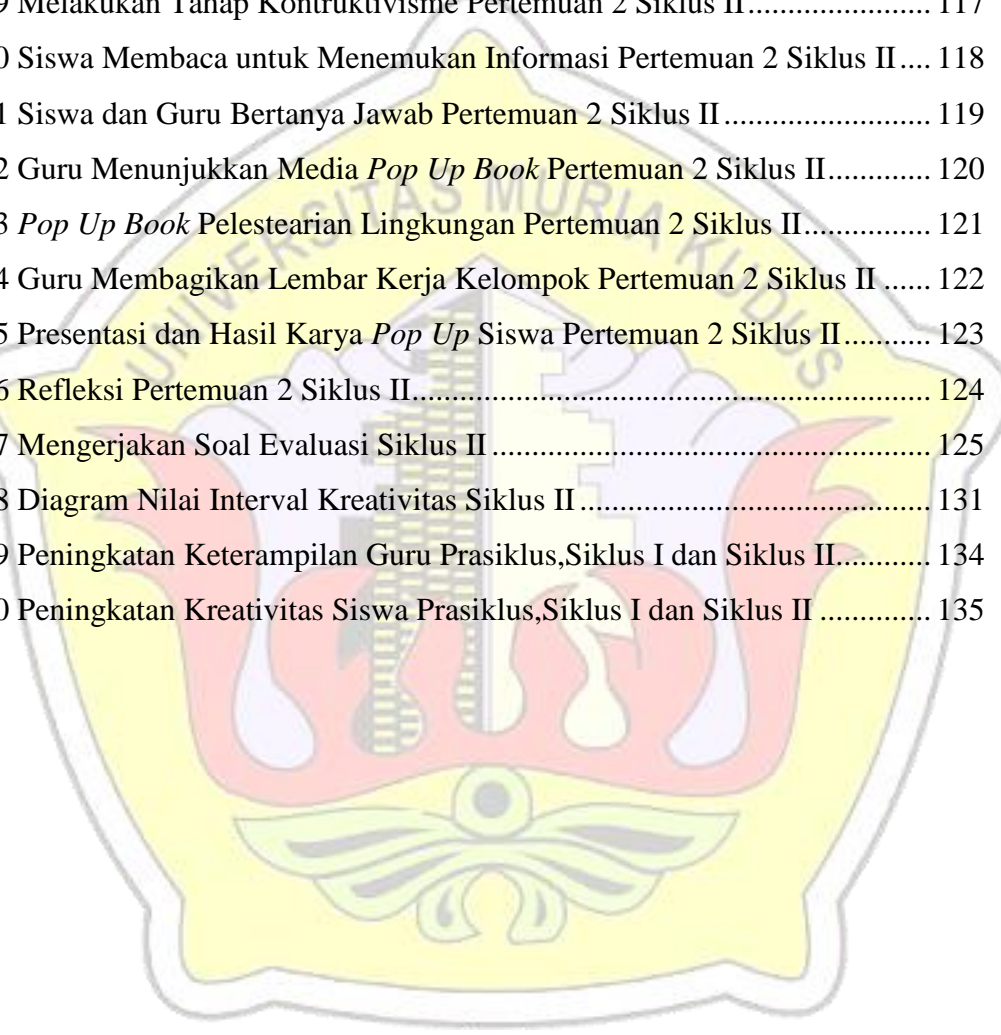 9 Melakukan Tahap Kontruktivisme Pertemuan 2 Siklus II...................... 117
0 Siswa Membaca untuk Menemukan Informasi Pertemuan 2 Siklus II.... 118
1 Siswa dan Guru Bertanya Jawab Pertemuan 2 Siklus II ......................... 119
2 Guru Menunjukkan Media Pop Up Book Pertemuan 2 Siklus II............. 120
3 Pop Up Book Pelestearian Lingkungan Pertemuan 2 Siklus II............... 121
4 Guru Membagikan Lembar Kerja Kelompok Pertemuan 2 Siklus II ...... 122
5 Presentasi dan Hasil Karya Pop Up Siswa Pertemuan 2 Siklus II........... 123
6 Refleksi Pertemuan 2 Siklus II............................................................... 124
7 Mengerjakan Soal Evaluasi Siklus II ..................................................... 125
8 Diagram Nilai Interval Kreativitas Siklus II .......................................... 131
9 Peningkatan Keterampilan Guru Prasiklus,Siklus I dan Siklus II............ 134
0 Peningkatan Kreativitas Siswa Prasiklus,Siklus I dan Siklus II .............. 135
UNIVERSITAS MURIA KUDUS